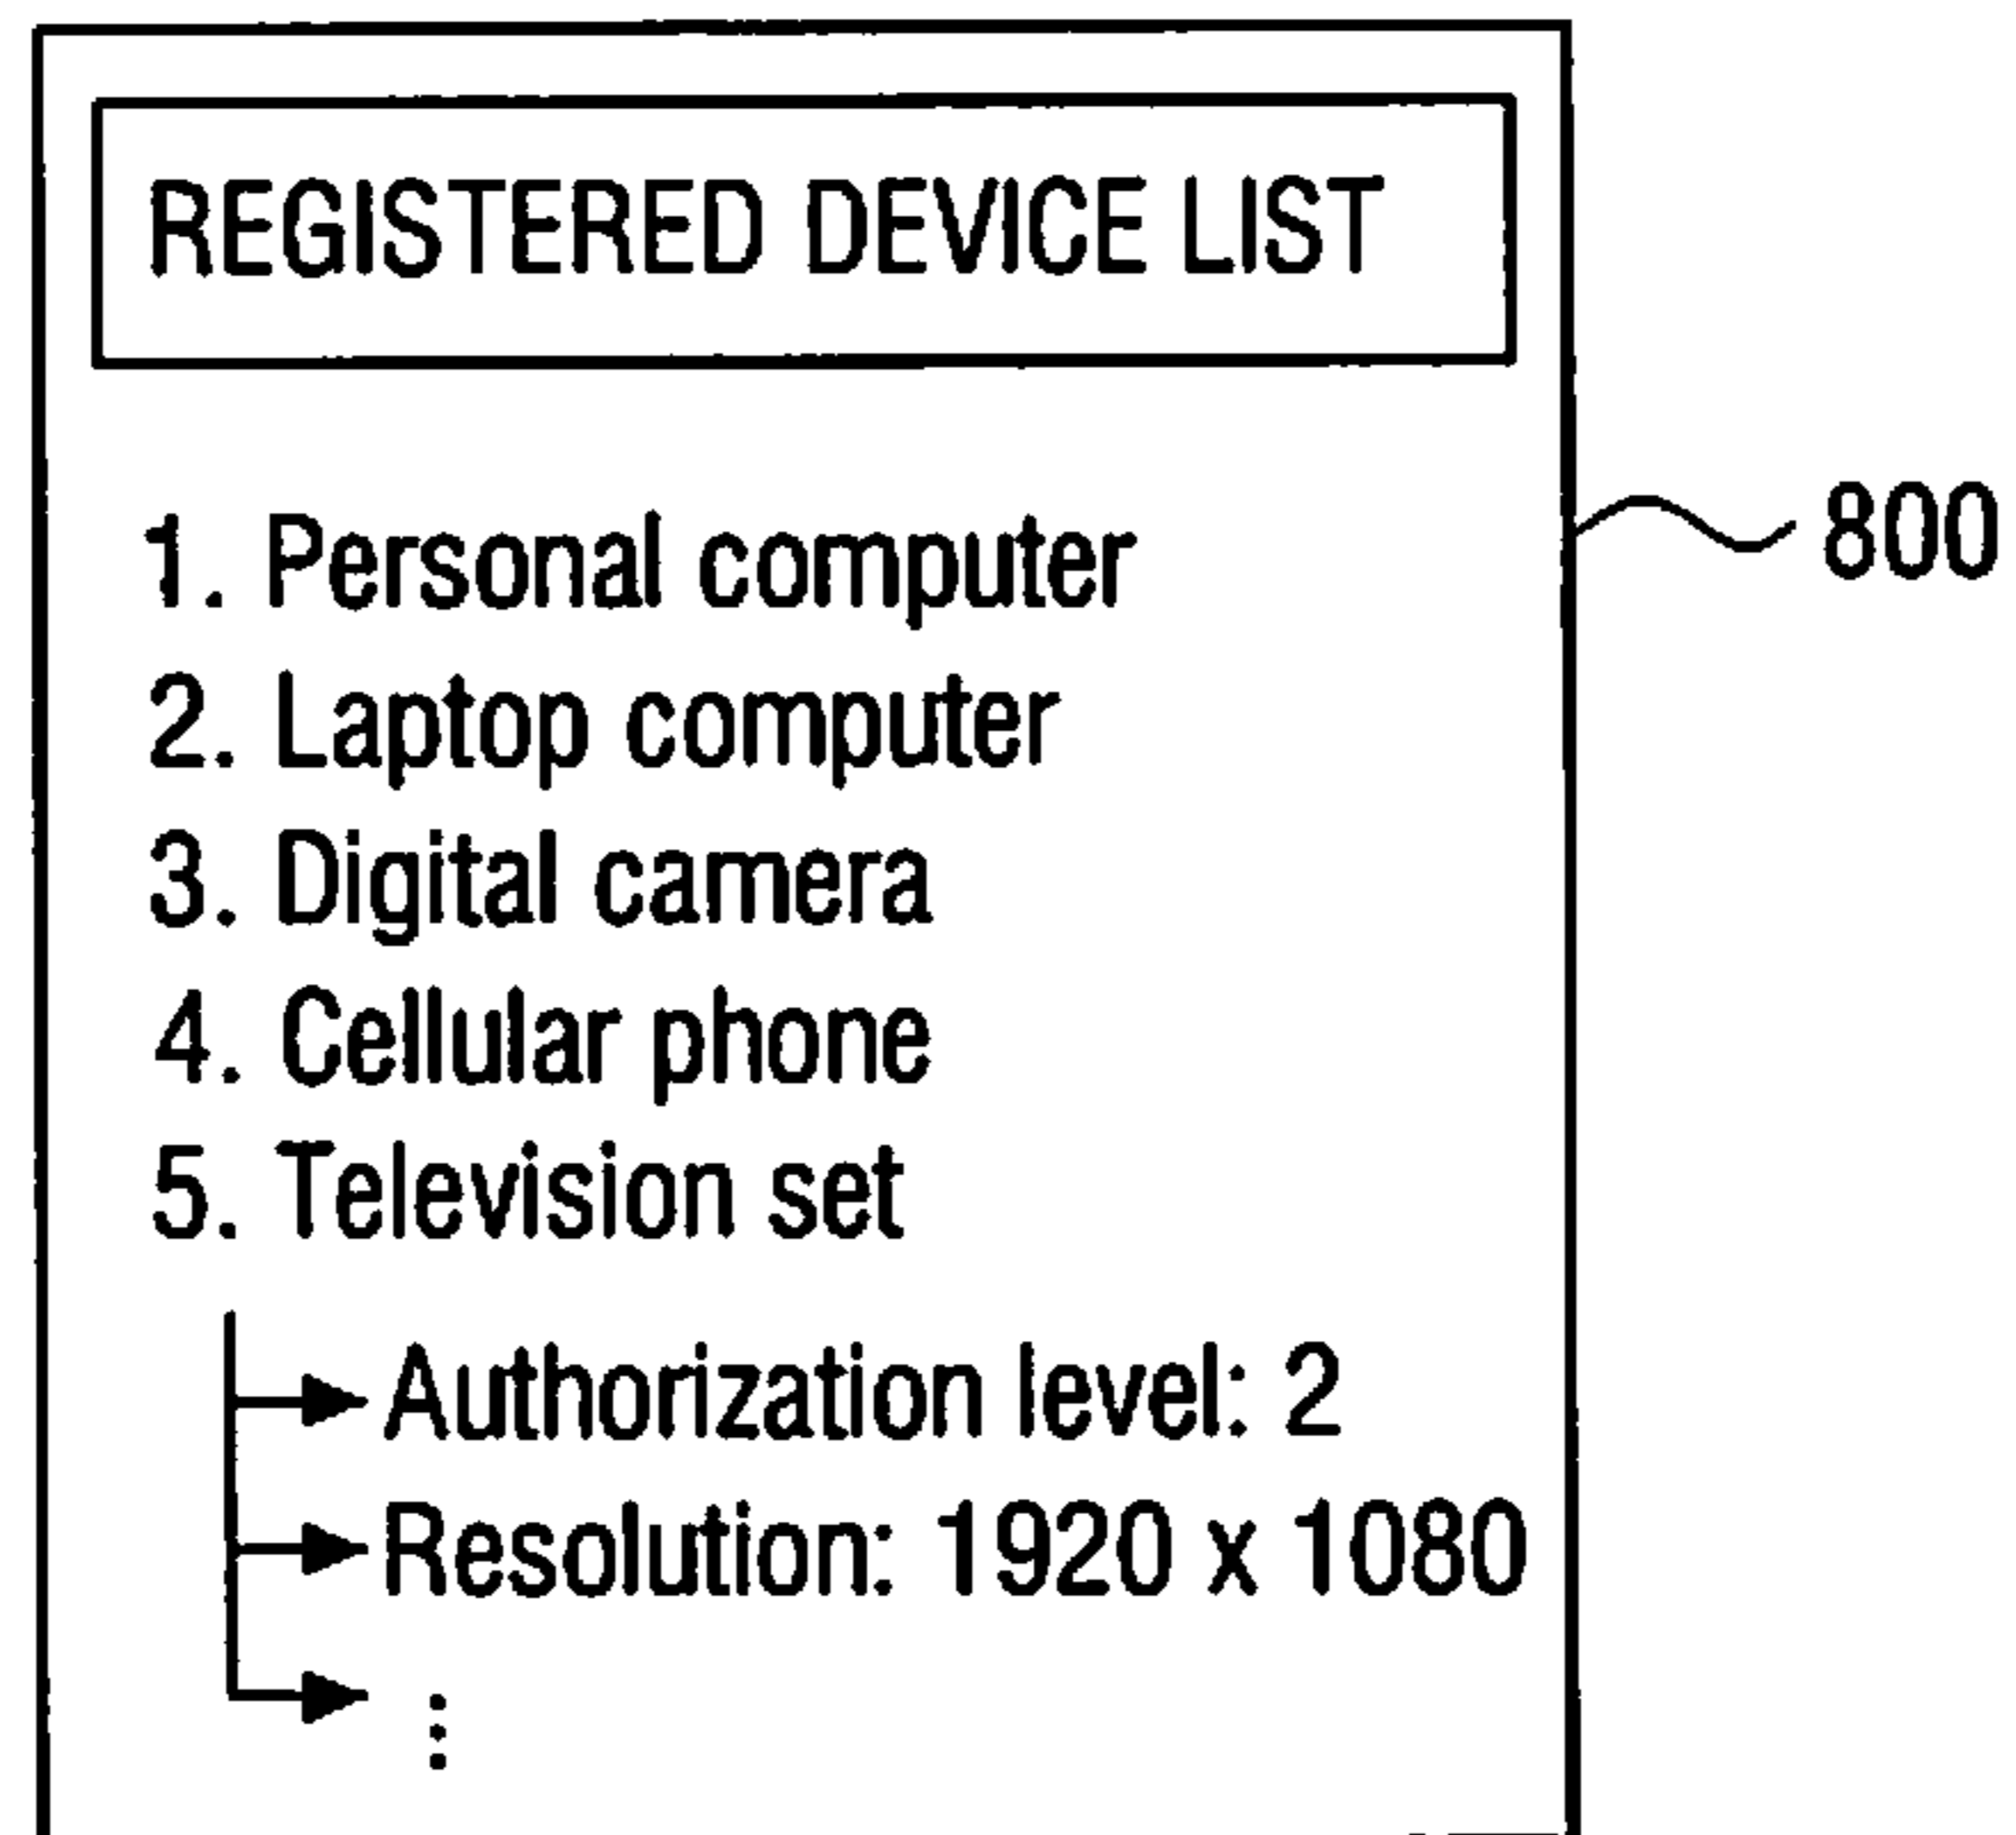 REGISTERED DEVICE LIST
1. Personal computer
800
2. Laptop computer
3. Digital camera
4. Cellular phone
5. Television set
Authorization level: 2
Resolution: 1920 x 1080
⋮